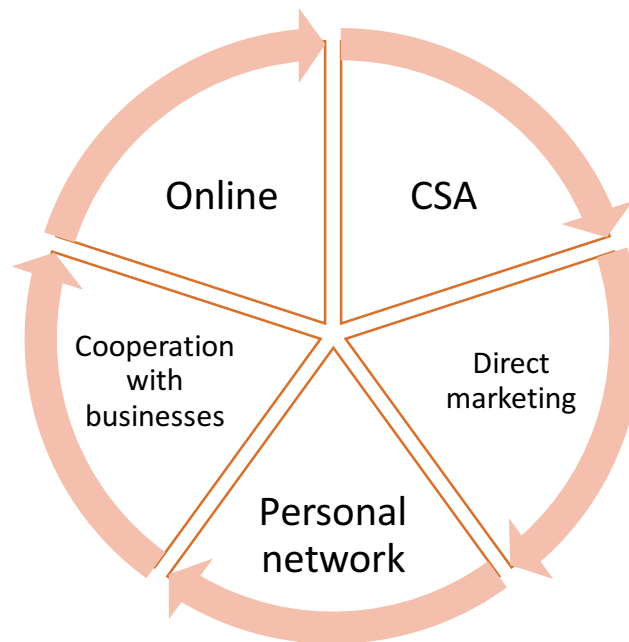 Online
CSA
Cooperation
with
businesses
Direct
marketing
Personal
network